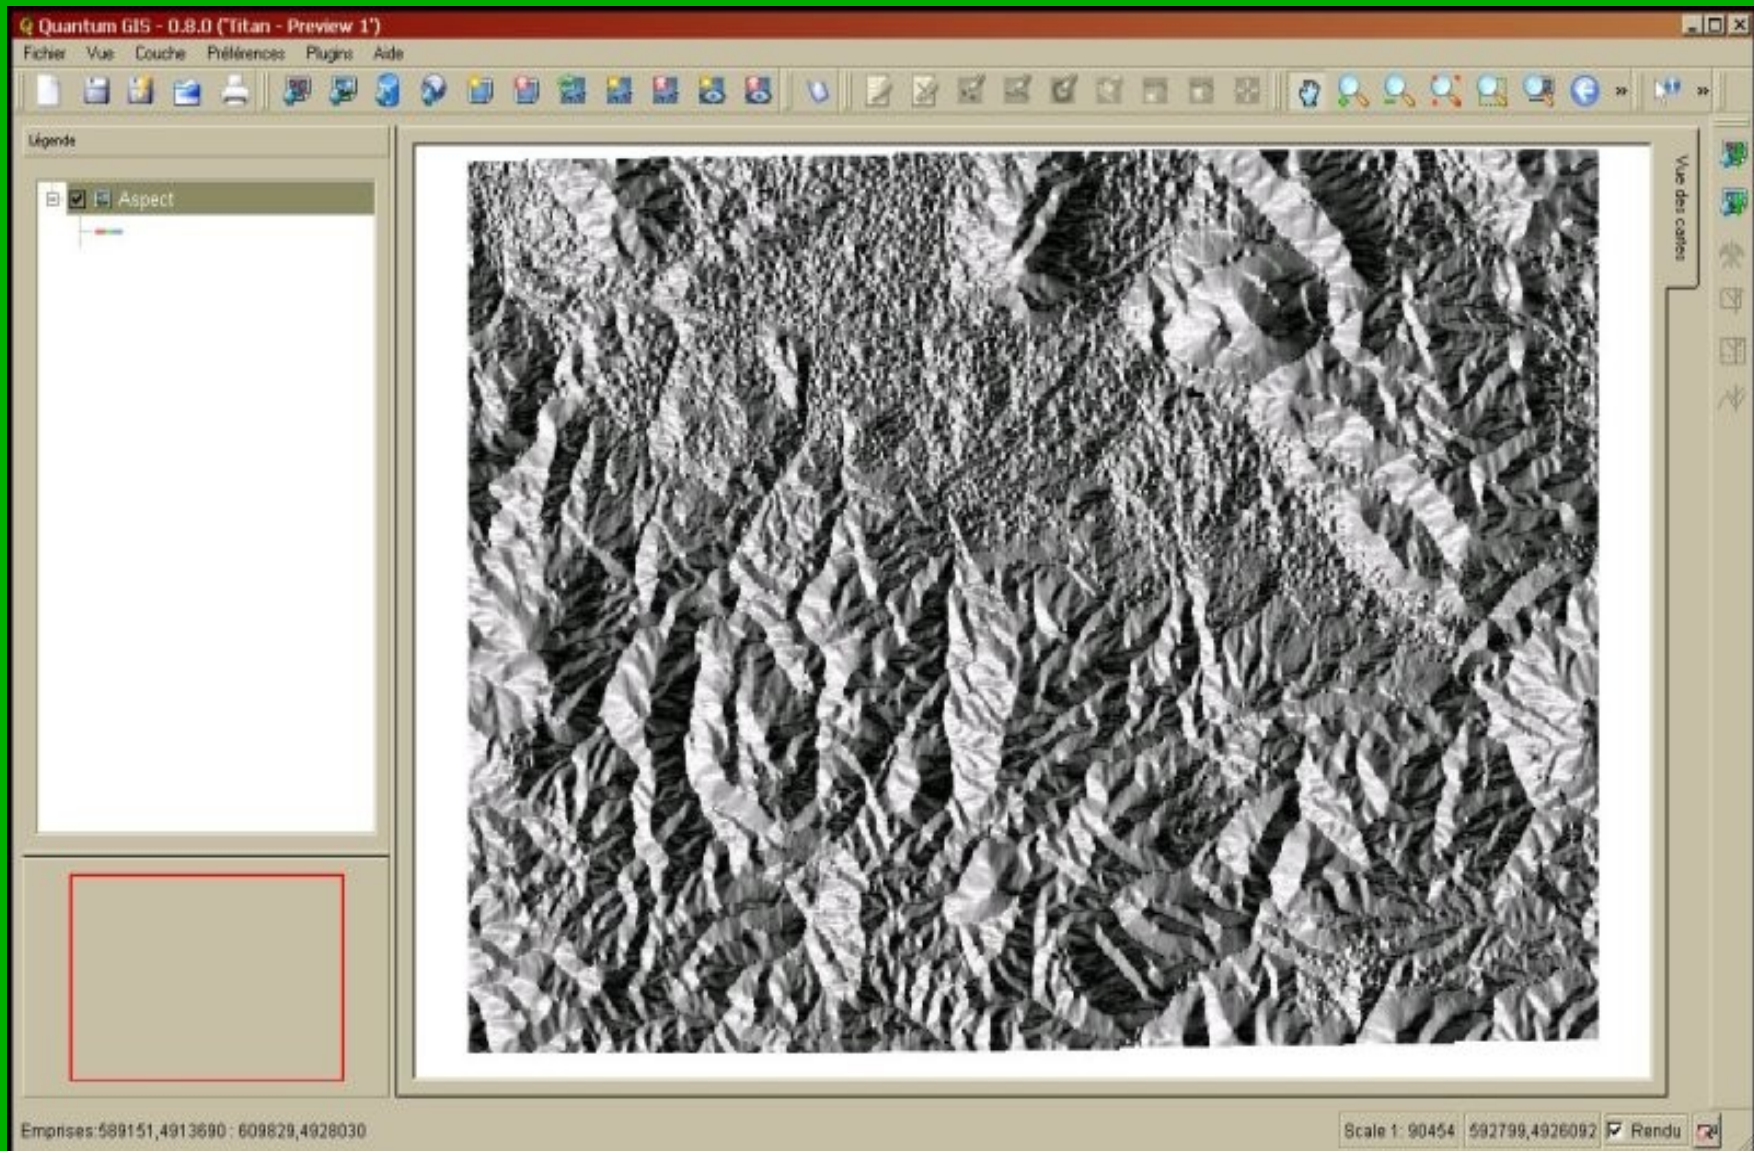 Quantum GIS - 0.8.0 ('Titan - Preview 1')
Fichier Vue Couche Préférences Plugins Aide
Légende
Aspect
Vue des cartes
Emprises:589151,4913690 : 609829,4928030
Scale 1: 90454
592799,4926092
Rendu